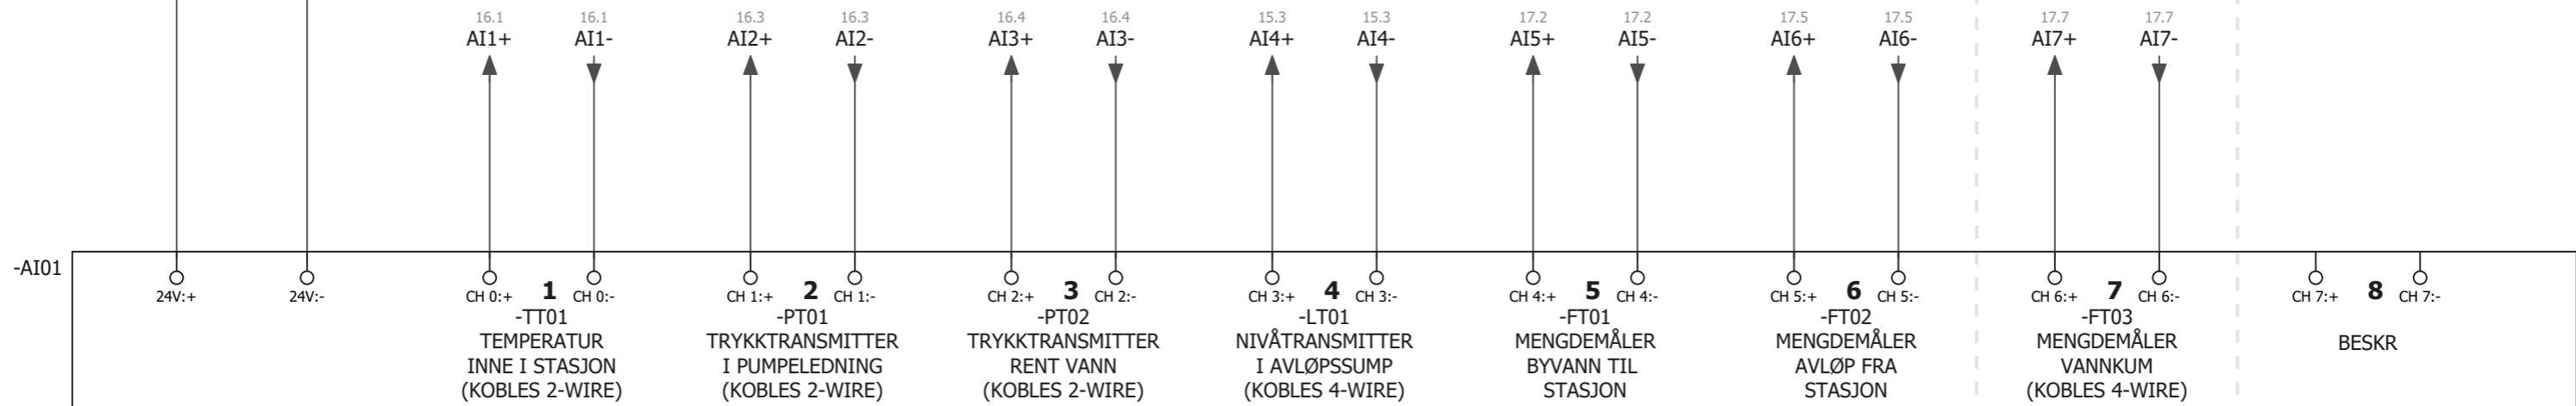 16.1 16.1 16.3 16.3 16.4 16.4 15.3 15.3 17.2 17.2 17.5 17.5 17.7 17.7
AI1+ AI1- AI2+ AI2- AI3+ AI3- AI4+ AI4- AI5+ AI5- AI6+ AI6- AI7+ AI7-
-AI01
24V:+ 24V:- CH 0:+ 1 CH 0:- CH 1:+ 2 CH 1:- CH 2:+ 3 CH 2:- CH 3:+ 4 CH 3:- CH 4:+ 5 CH 4:- CH 5:+ 6 CH 5:- CH 6:+ 7 CH 6:- CH 7:+ 8 CH 7:-
-TT01
TEMPERATUR
INNE I STASJON
(KOBLES 2-WIRE)
-PT01
TRYKKTRANSMITTER
I PUMPELEDNING
(KOBLES 2-WIRE)
-PT02
TRYKKTRANSMITTER
RENT VANN
(KOBLES 2-WIRE)
-LT01
NIVÅTRANSMITTER
I AVLØPSSUMP
(KOBLES 4-WIRE)
-FT01
MENGDEMÅLER
BYVANN TIL
STASJON
-FT02
MENGDEMÅLER
AVLØP FRA
STASJON
-FT03
MENGDEMÅLER
VANNKUM
(KOBLES 4-WIRE)
BESKR